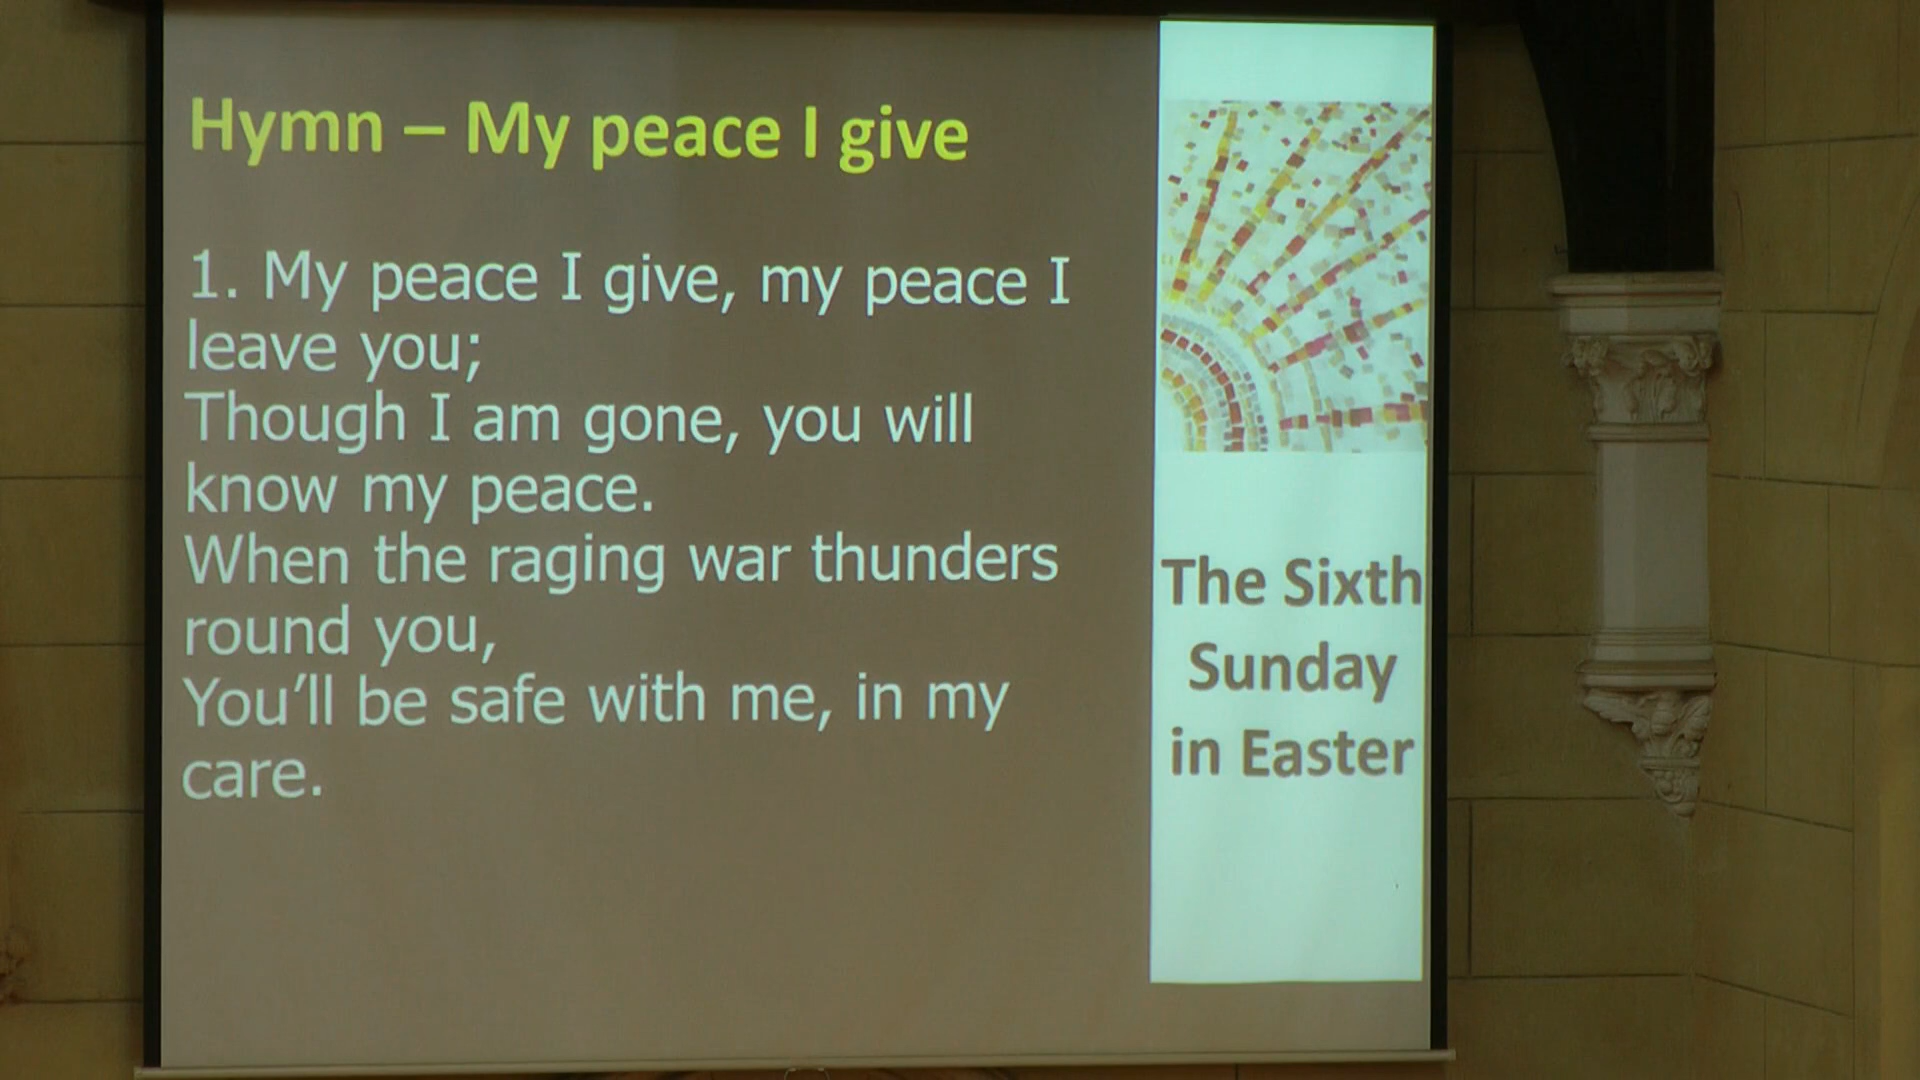 Hymn – My peace I give
1. My peace I give, my peace I
leave you;
Though I am gone, you will
know my peace.
When the raging war thunders
round you,
You’ll be safe with me, in my
care.
The Sixth
Sunday
in Easter